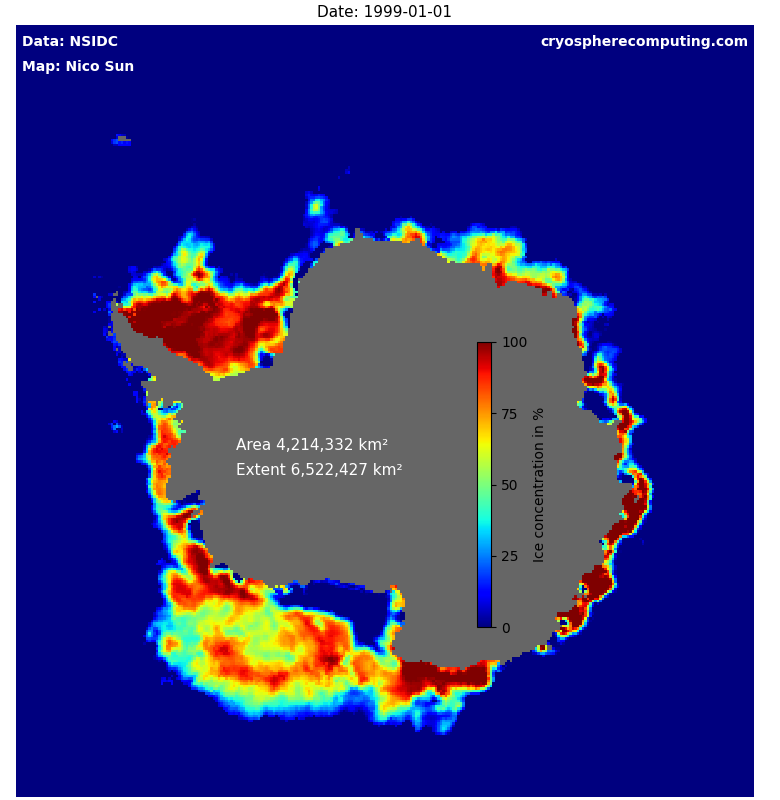 Date: 1999-01-01
Data: NSIDC
cryospherecomputing.com
Map: Nico Sun
100
75
50
25
0
Ice concentration in %
Area 4,214,332 km²
Extent 6,522,427 km²